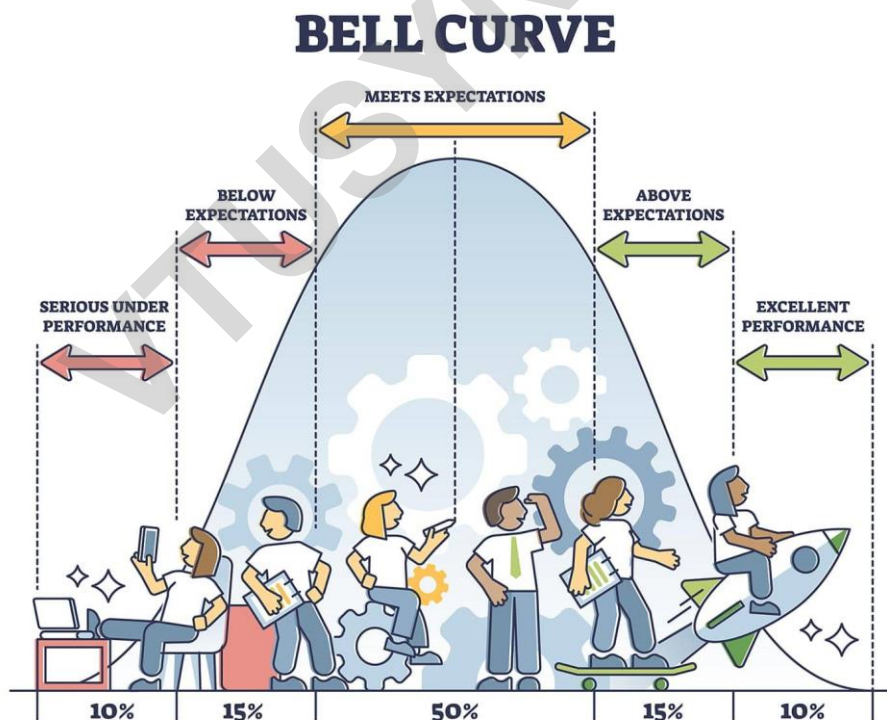 BELL CURVE
MEETS EXPECTATIONS
BELOW
EXPECTATIONS
ABOVE
EXPECTATIONS
SERIOUS UNDER
PERFORMANCE
EXCELLENT
PERFORMANCE
10% 15% 50% 15% 10%